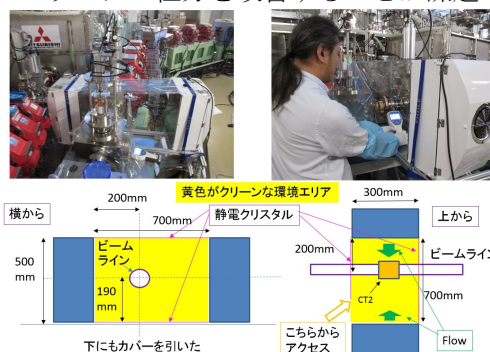 MITSUBISHI
黄色がクリーンな環境エリア
横から
200mm
700mm
静電クリスタル
500
mm
ビーム
ライン
190
mm
下にもカバーを引いた
300mm
上から
200mm
ビームライン
CT2
700mm
こちらから
アクセス
Flow